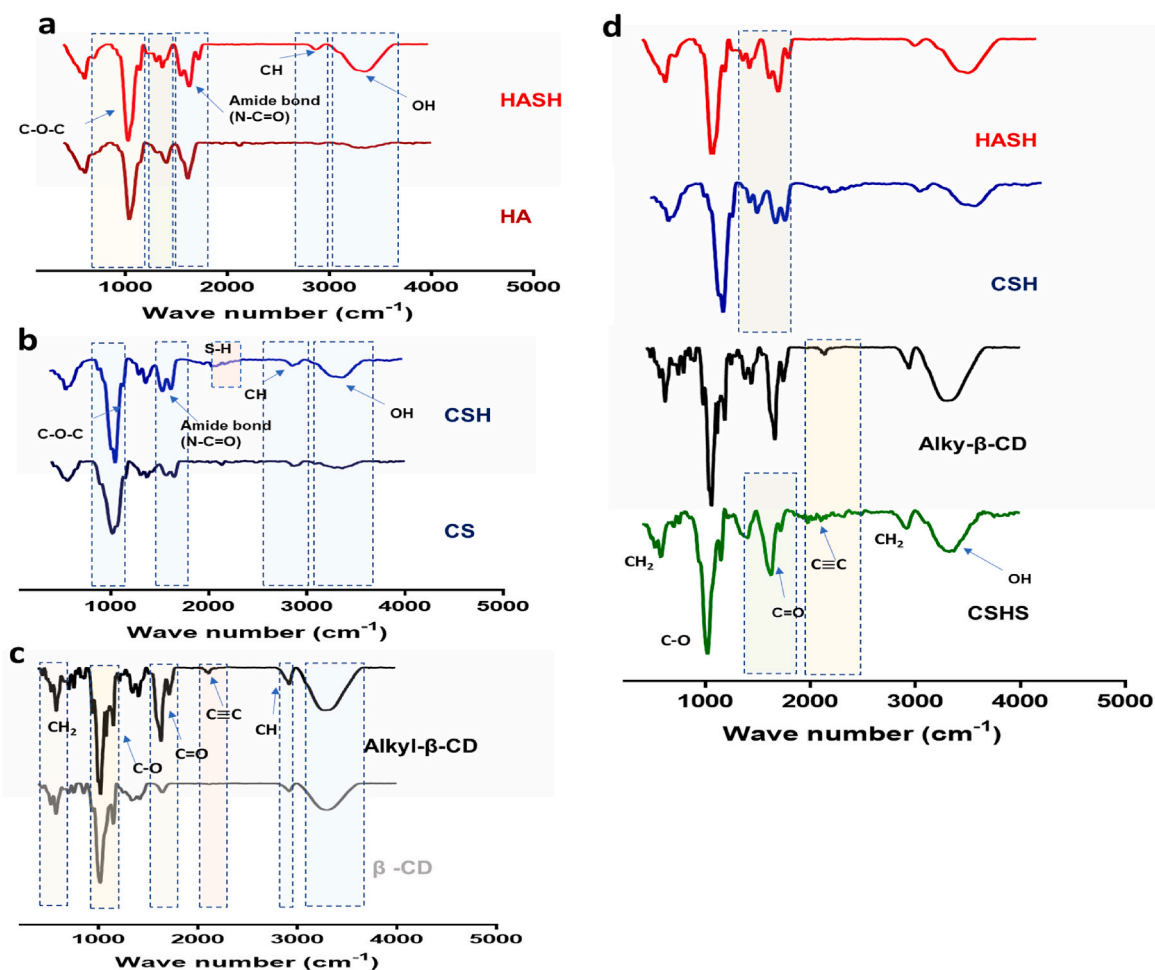 a
CH
Amide bond
(N-C=O)
OH
HASH
C-O-C
HA
1000 2000 3000 4000 5000
Wave number (cm⁻¹)
b
S-H
CH
OH
CSH
C-O-C
Amide bond
(N-C=O)
CS
1000 2000 3000 4000 5000
Wave number (cm⁻¹)
c
CH₂
C-O
C=O
C≡C
CH
Alkyl-β-CD
β -CD
1000 2000 3000 4000 5000
Wave number (cm⁻¹)
d
HASH
CSH
Alky-β-CD
CH₂
C-O
C=O
C≡C
CH₂
OH
CSHS
1000 2000 3000 4000 5000
Wave number (cm⁻¹)